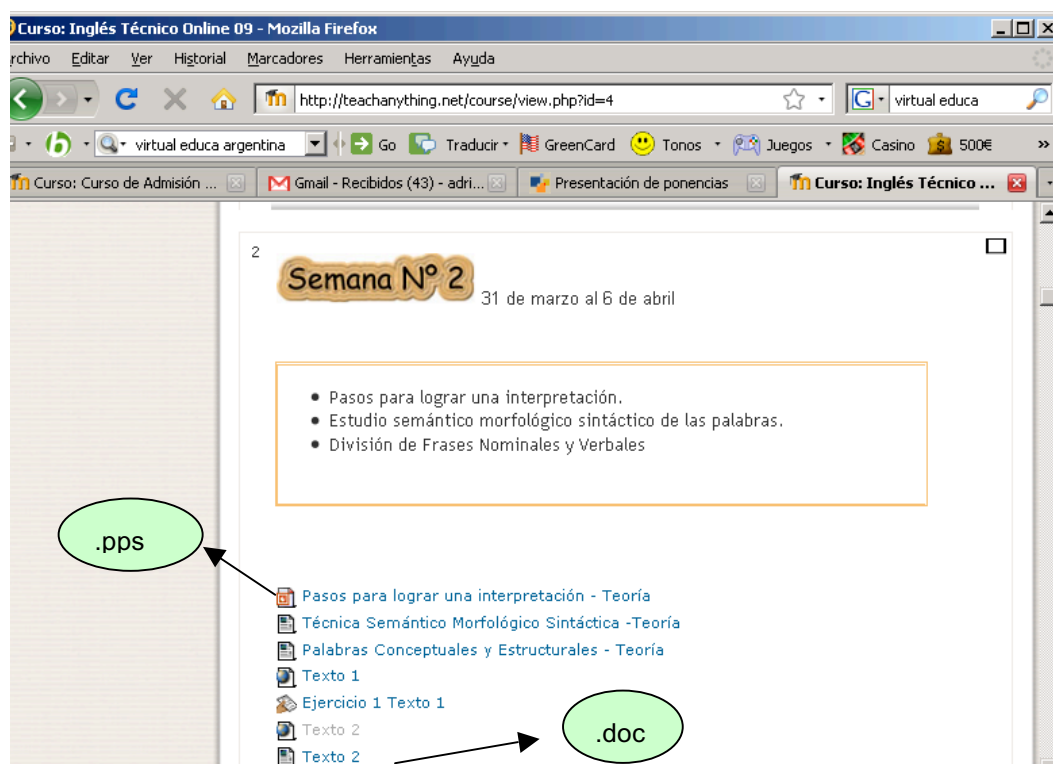 Curso: Inglés Técnico Online 09 - Mozilla Firefox
rchivo Editar Ver Historial Marcadores Herramientas Ayuda
http://teachanything.net/course/view.php?id=4 G virtual educa
virtual educa argentina Go Traducir GreenCard Tonos Juegos Casino 500€ »
Curso: Curso de Admisión ... Gmail - Recibidos (43) - adri... Presentación de ponencias Curso: Inglés Técnico ...
2
Semana Nº 2 31 de marzo al 6 de abril
Pasos para lograr una interpretación.
Estudio semántico morfológico sintáctico de las palabras.
División de Frases Nominales y Verbales
.pps
Pasos para lograr una interpretación - Teoría
Técnica Semántico Morfológico Sintáctica -Teoría
Palabras Conceptuales y Estructurales - Teoría
Texto 1
Ejercicio 1 Texto 1
Texto 2
.doc
Texto 2